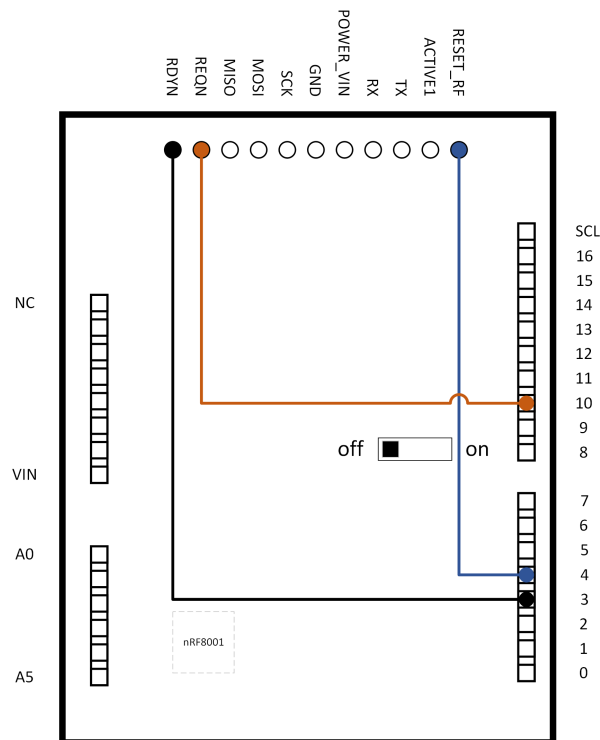 RDYN
REQN
MISO
MOSI
SCK
GND
POWER_VIN
RX
TX
ACTIVE1
RESET_RF
SCL
16
15
14
NC
13
12
11
10
9
off
on
8
VIN
7
6
A0
5
4
3
2
nRF8001
1
A5
0